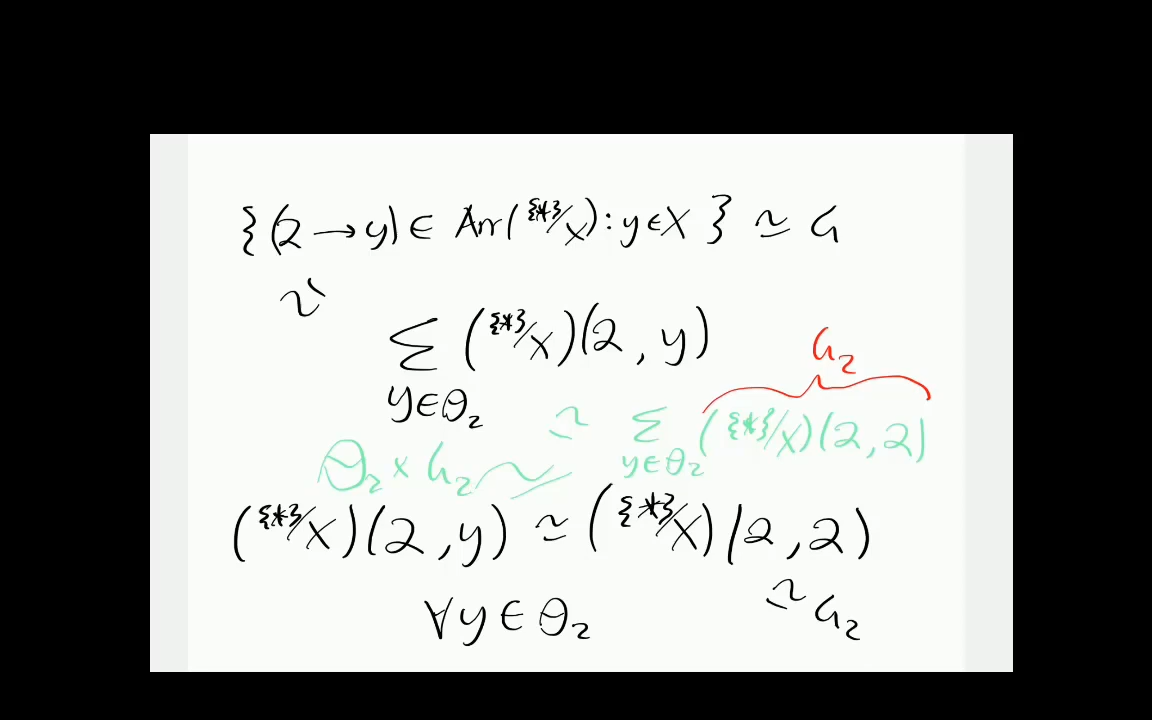 {(2 → y) ∈ Arr({*}/X) : y ∈ X } ≃ G
≃
∑ ({*}/X)(2, y)
y∈θ₂
G₂
≃ ∑ ({*}/X)(2, 2)
y∈θ₂
θ₂ × G₂ ≃
({*}/X)(2, y) ≃ ({*}/X)(2, 2)
∀y ∈ θ₂
≃ G₂